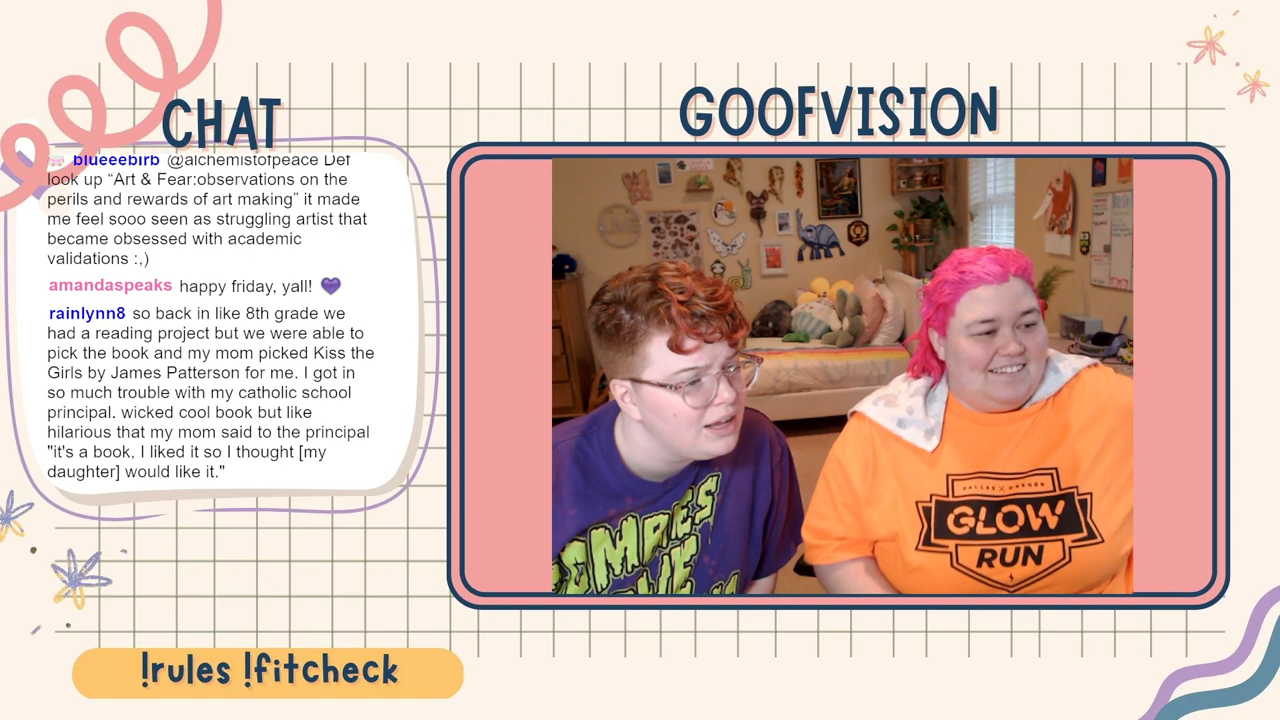 CHAT
GOOFVISION
blueeebirb @alchemistofpeace Def
look up “Art & Fear:observations on the
perils and rewards of art making” it made
me feel sooo seen as struggling artist that
became obsessed with academic
validations :,)
amandaspeaks happy friday, yall! 💜
rainlynn8 so back in like 8th grade we
had a reading project but we were able to
pick the book and my mom picked Kiss the
Girls by James Patterson for me. I got in
so much trouble with my catholic school
principal. wicked cool book but like
hilarious that my mom said to the principal
"it's a book, I liked it so I thought [my
daughter] would like it."
LIVE
DALLAS X OREGON
GLOW
RUN
!rules !fitcheck